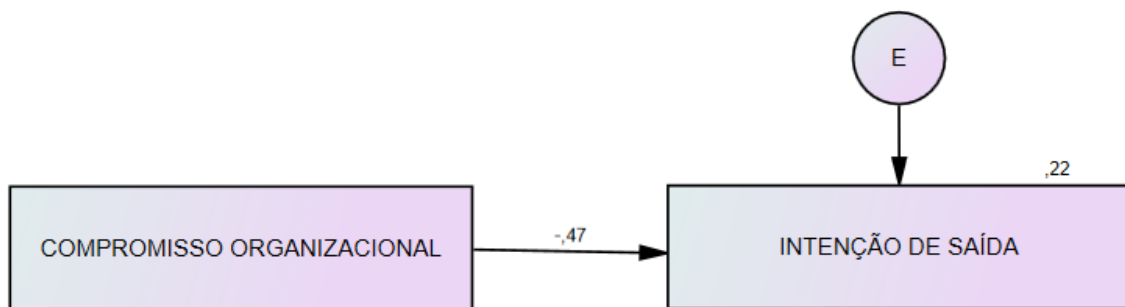 E
,22
COMPROMISSO ORGANIZACIONAL
-,47
INTENÇÃO DE SAÍDA